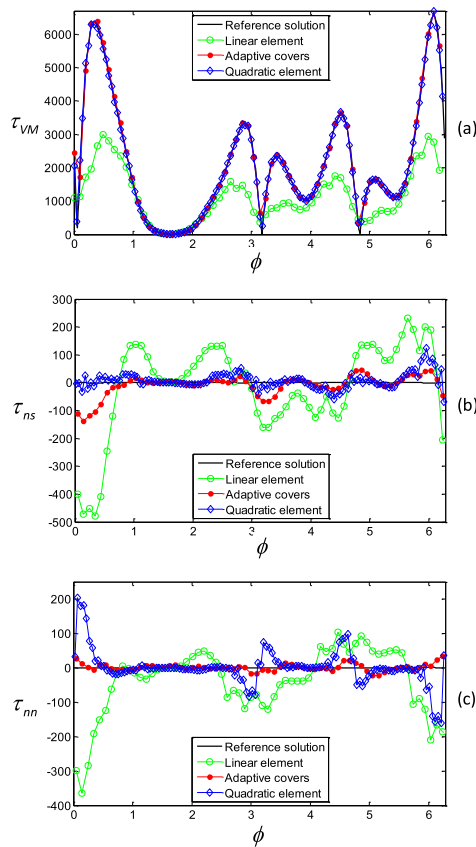 6000
5000
4000
3000
2000
1000
0
τVM
Reference solution
Linear element
Adaptive covers
Quadratic element
(a)
0 1 2 3 4 5 6
ϕ
300
200
100
0
-100
-200
-300
-400
-500
τns
Reference solution
Linear element
Adaptive covers
Quadratic element
(b)
0 1 2 3 4 5 6
ϕ
200
100
0
-100
-200
-300
-400
τnn
Reference solution
Linear element
Adaptive covers
Quadratic element
(c)
0 1 2 3 4 5 6
ϕ